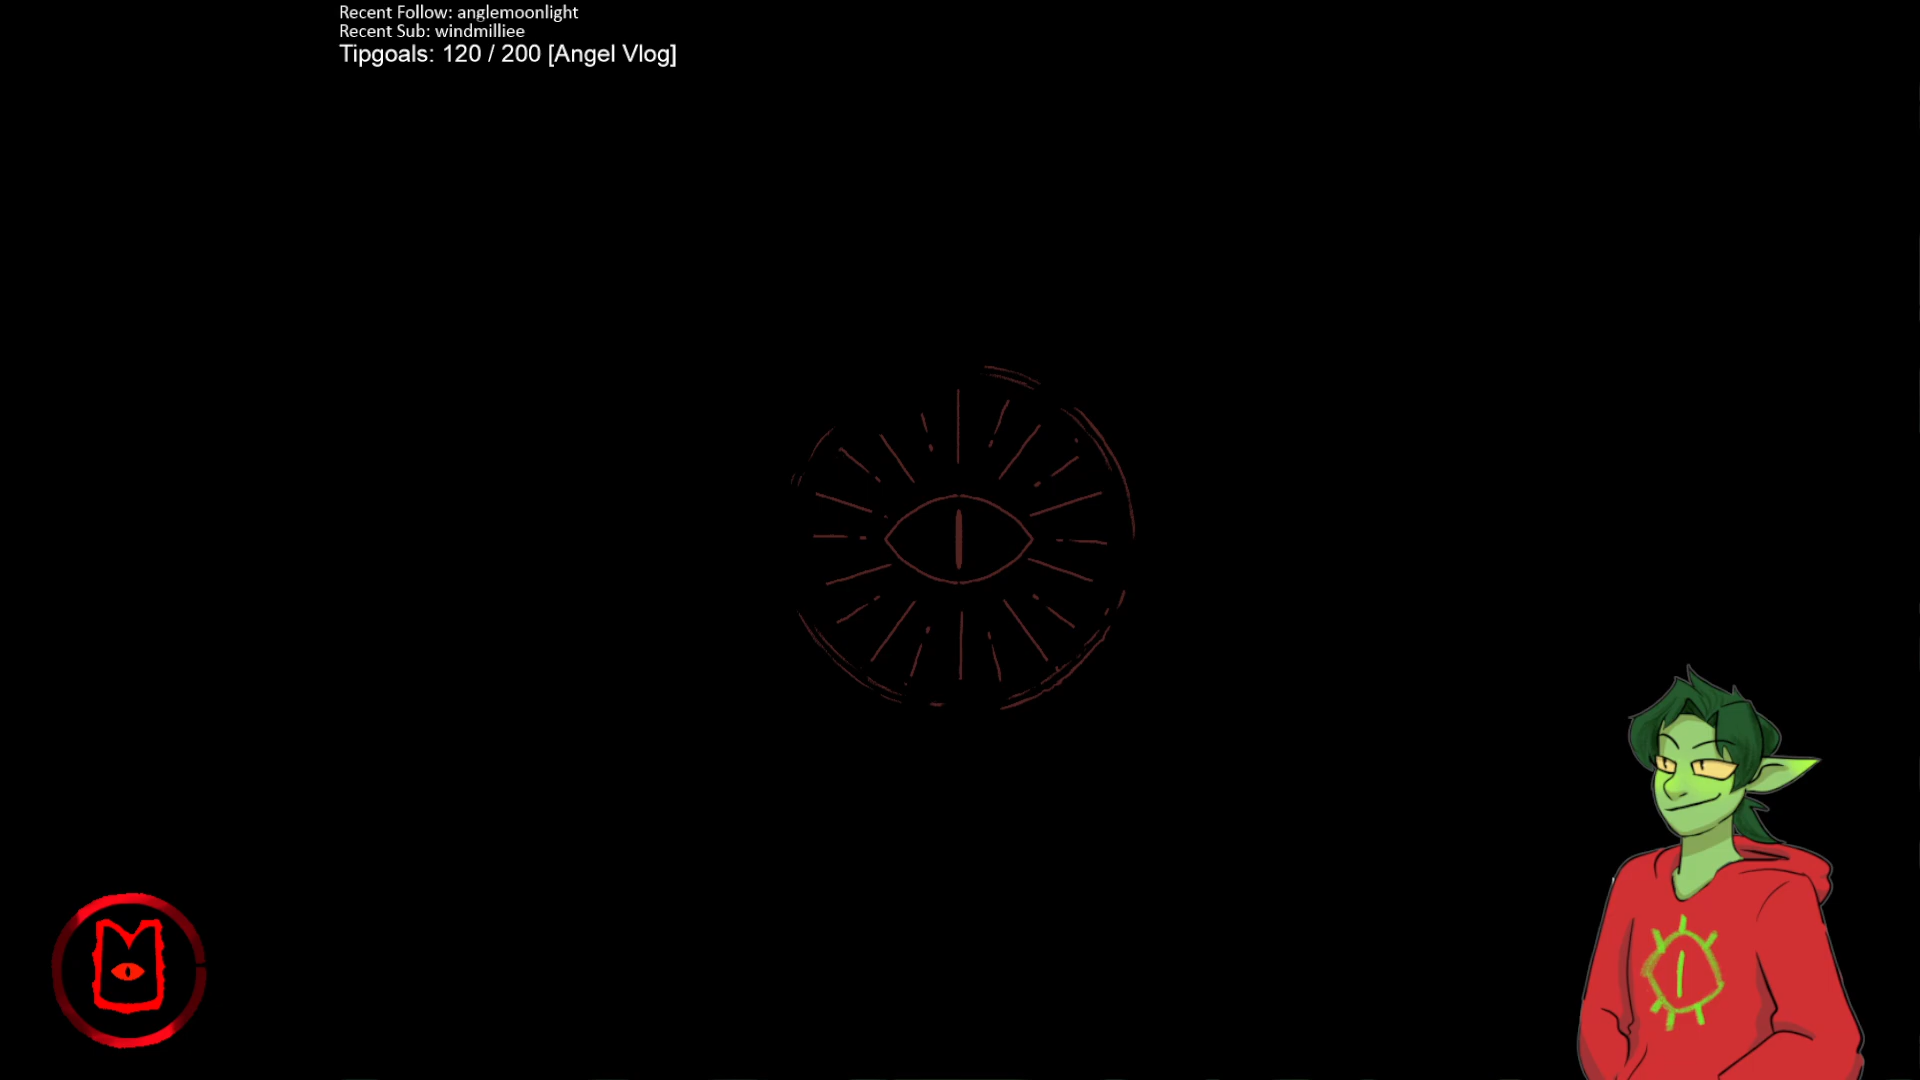 Recent Follow: anglemoonlight
Recent Sub: windmilliee
Tipgoals: 120 / 200 [Angel Vlog]